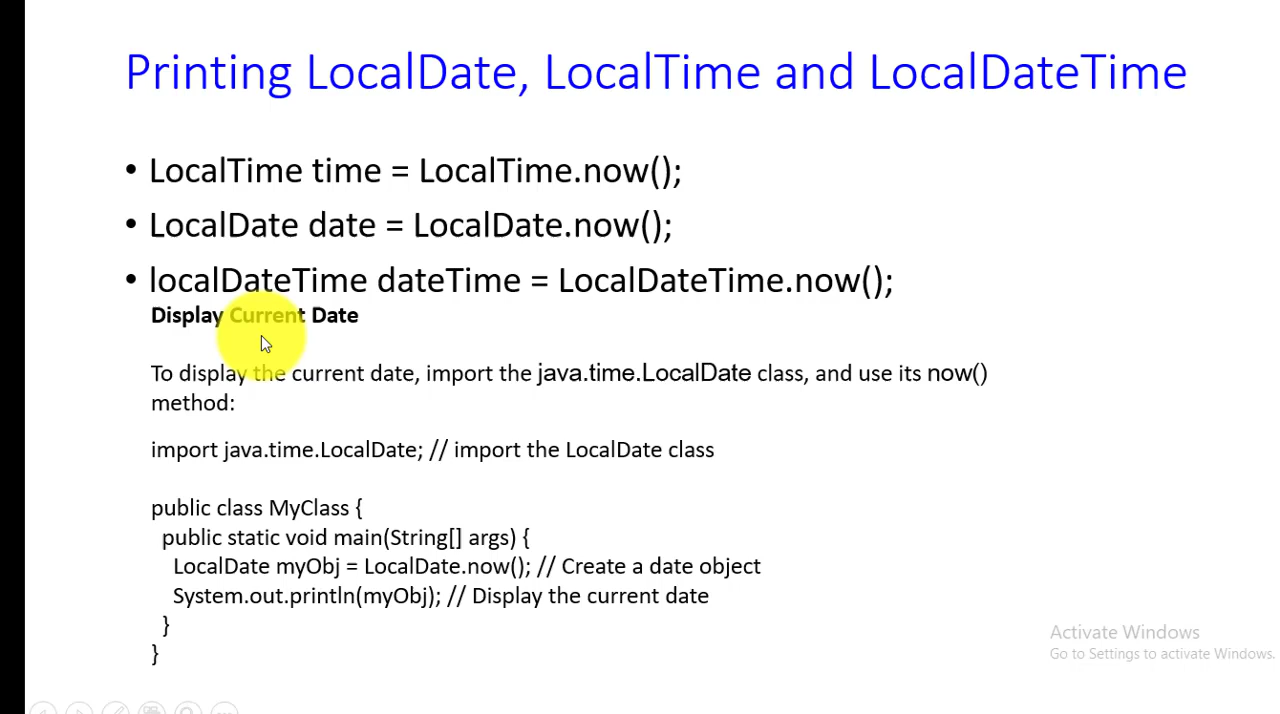 Printing LocalDate, LocalTime and LocalDateTime
• LocalTime time = LocalTime.now();
• LocalDate date = LocalDate.now();
• localDateTime dateTime = LocalDateTime.now();
Display Current Date
To display the current date, import the java.time.LocalDate class, and use its now()
method:
import java.time.LocalDate; // import the LocalDate class
public class MyClass {
public static void main(String[] args) {
LocalDate myObj = LocalDate.now(); // Create a date object
System.out.println(myObj); // Display the current date
}
}
Activate Windows
Go to Settings to activate Windows.